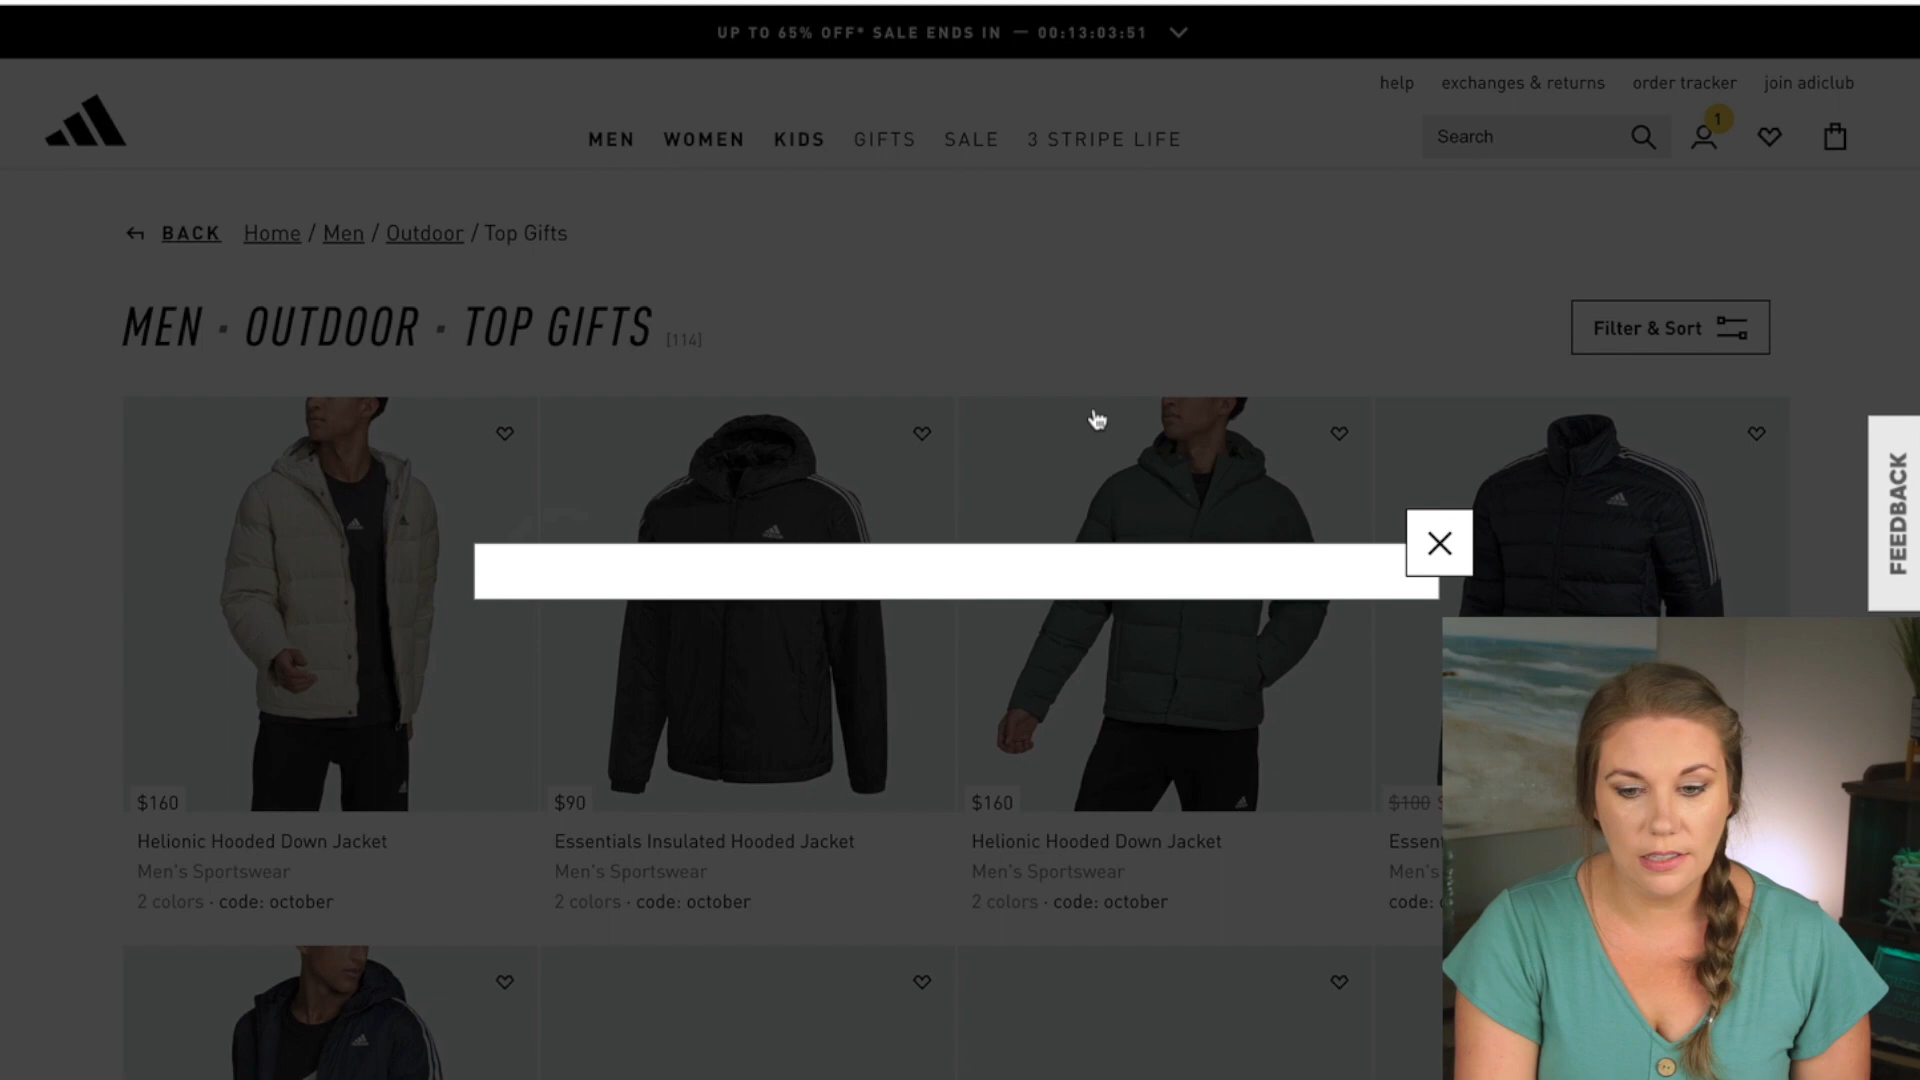 UP TO 65% OFF* SALE ENDS IN — 00:13:03:51
help exchanges & returns order tracker join adiclub
MEN WOMEN KIDS GIFTS SALE 3 STRIPE LIFE
Search
1
BACK Home / Men / Outdoor / Top Gifts
MEN · OUTDOOR · TOP GIFTS [114]
Filter & Sort
FEEDBACK
$160
Helionic Hooded Down Jacket
Men's Sportswear
2 colors · code: october
$90
Essentials Insulated Hooded Jacket
Men's Sportswear
2 colors · code: october
$160
Helionic Hooded Down Jacket
Men's Sportswear
2 colors · code: october
$100
Men's
code: